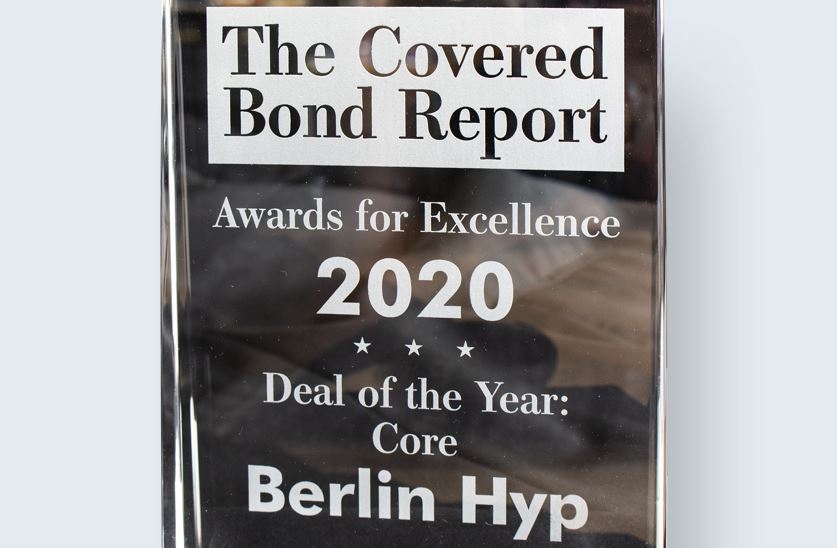 The Covered
Bond Report
Awards for Excellence
2020
Deal of the Year:
Core
Berlin Hyp